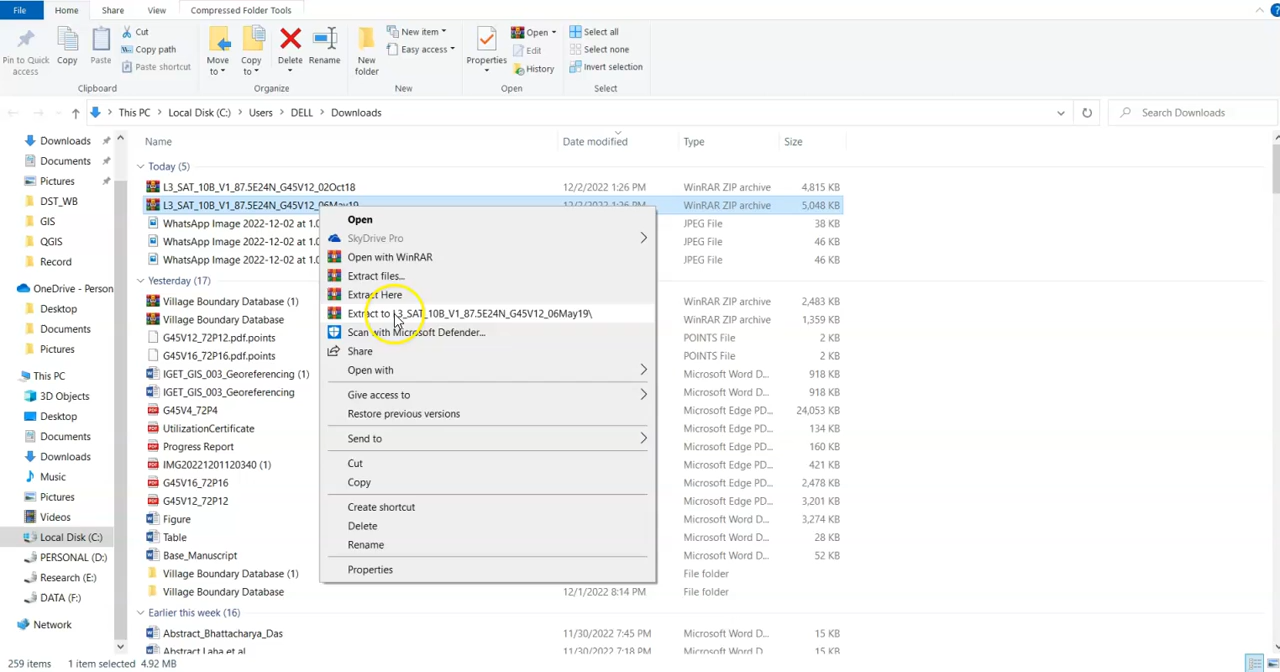 File Home Share View Compressed Folder Tools
Pin to Quick access
Copy
Paste
Cut
Copy path
Paste shortcut
Move to
Copy to
Delete
Rename
New folder
New item
Easy access
Properties
Open
Edit
History
Select all
Select none
Invert selection
Clipboard Organize New Open Select
This PC Local Disk (C:) Users DELL Downloads Search Downloads
Name Date modified Type Size
Downloads
Documents
Pictures
DST_WB
GIS
QGIS
Record
OneDrive - Person
Desktop
Documents
Pictures
This PC
3D Objects
Desktop
Documents
Downloads
Music
Pictures
Videos
Local Disk (C:)
PERSONAL (D:)
Research (E:)
DATA (F:)
Network
Today (5)
L3_SAT_10B_V1_87.5E24N_G45V12_02Oct18 12/2/2022 1:26 PM WinRAR ZIP archive 4,815 KB
L3_SAT_10B_V1_87.5E24N_G45V12_06May19 12/2/2022 1:26 PM WinRAR ZIP archive 5,048 KB
WhatsApp Image 2022-12-02 at 1.0 JPEG File 38 KB
WhatsApp Image 2022-12-02 at 1.0 JPEG File 46 KB
WhatsApp Image 2022-12-02 at 1.0 JPEG File 46 KB
Yesterday (17)
Village Boundary Database (1) WinRAR ZIP archive 2,483 KB
Village Boundary Database WinRAR ZIP archive 1,359 KB
G45V12_72P12.pdf.points POINTS File 2 KB
G45V16_72P16.pdf.points POINTS File 2 KB
IGET_GIS_003_Georeferencing (1) Microsoft Word D... 918 KB
IGET_GIS_003_Georeferencing Microsoft Word D... 918 KB
G45V4_72P4 Microsoft Edge PD... 24,053 KB
UtilizationCertificate Microsoft Edge PD... 134 KB
Progress Report Microsoft Edge PD... 160 KB
IMG20221201120340 (1) Microsoft Edge PD... 421 KB
G45V16_72P16 Microsoft Edge PD... 2,478 KB
G45V12_72P12 Microsoft Edge PD... 3,201 KB
Figure Microsoft Word D... 3,274 KB
Table Microsoft Word D... 28 KB
Base_Manuscript Microsoft Word D... 52 KB
Village Boundary Database (1) File folder
Village Boundary Database 12/1/2022 8:14 PM File folder
Earlier this week (16)
Abstract_Bhattacharya_Das 11/30/2022 7:45 PM Microsoft Word D... 15 KB
Abstract Laha et al 11/30/2022 7:18 PM Microsoft Word D... 15 KB
Open
SkyDrive Pro
Open with WinRAR
Extract files...
Extract Here
Extract to L3_SAT_10B_V1_87.5E24N_G45V12_06May19\
Scan with Microsoft Defender...
Share
Open with
Give access to
Restore previous versions
Send to
Cut
Copy
Create shortcut
Delete
Rename
Properties
259 items 1 item selected 4.92 MB